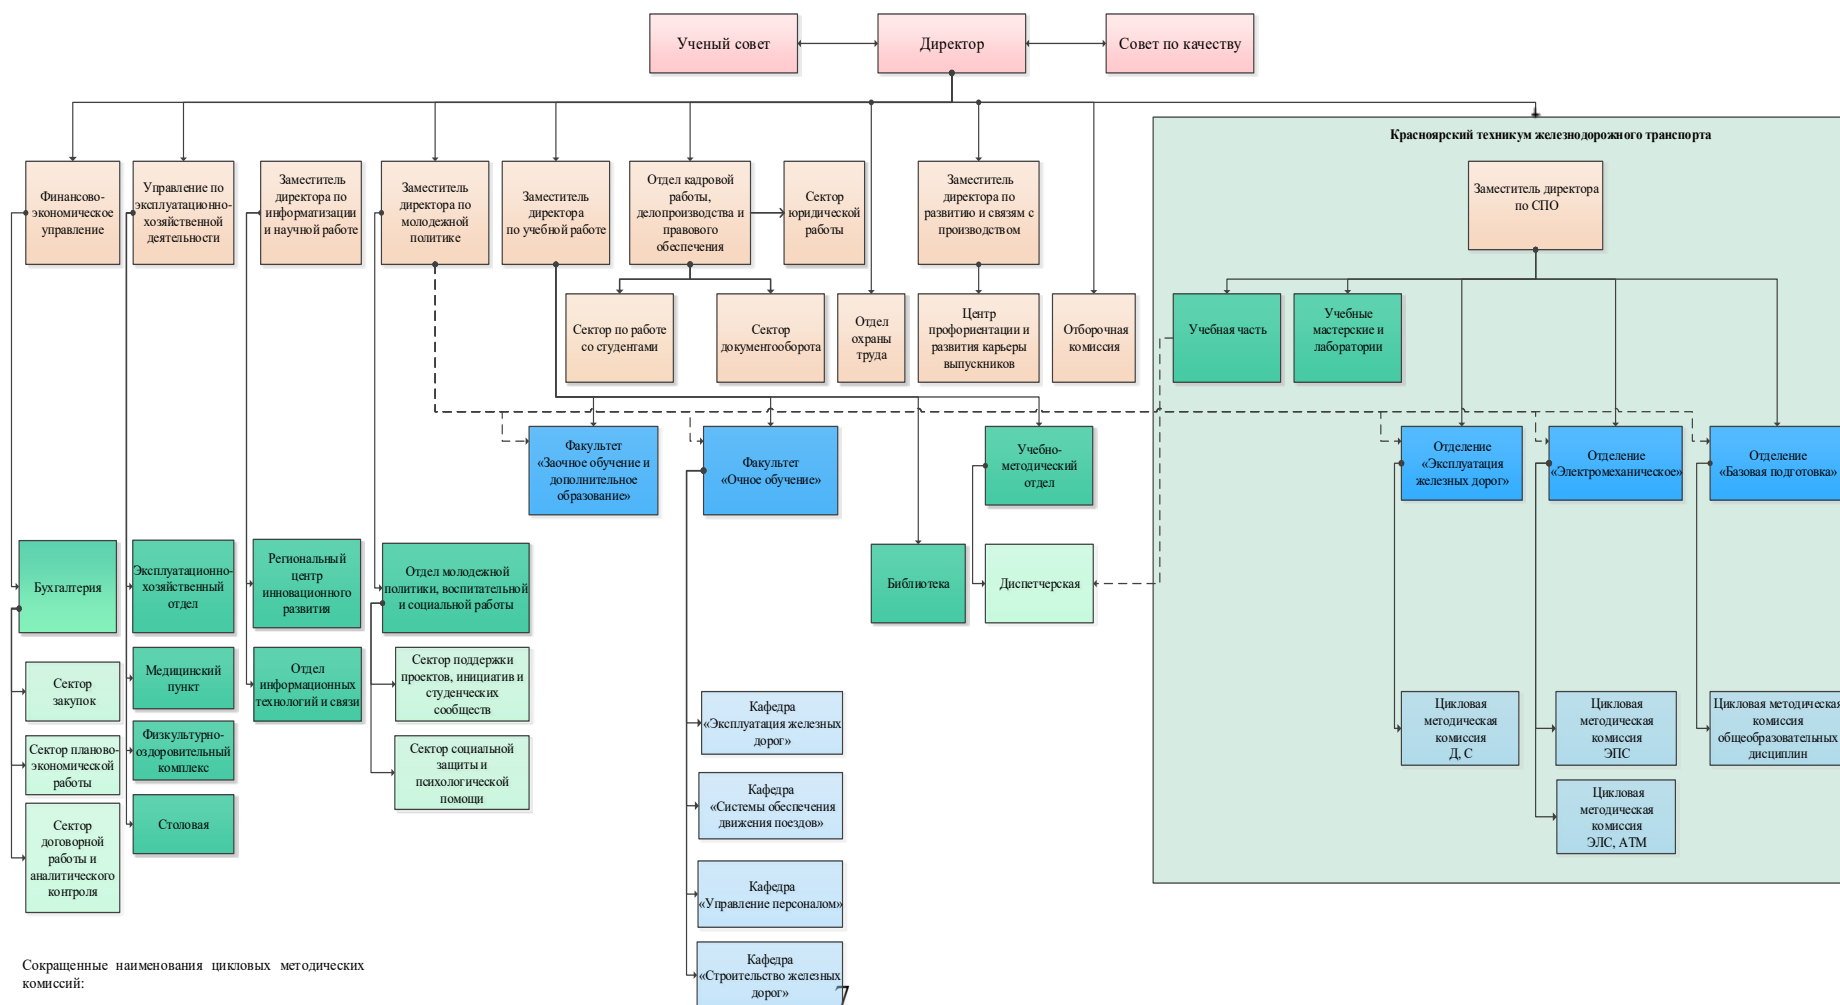 Ученый совет
Директор
Совет по качеству
Красноярский техникум железнодорожного транспорта
Финансово-
экономическое
управление
Управление по
эксплуатационно-
хозяйственной
деятельности
Заместитель
директора по
информатизации
и научной работе
Заместитель
директора по
молодежной
политике
Заместитель
директора
по учебной работе
Отдел кадровой
работы,
делопроизводства и
правового
обеспечения
Сектор
юридической
работы
Заместитель
директора по
развитию и связям с
производством
Заместитель директора
по СПО
Сектор по работе
со студентами
Сектор
документооборота
Отдел
охраны
труда
Центр
профориентации и
развития карьеры
выпускников
Отборочная
комиссия
Учебная часть
Учебные
мастерские и
лаборатории
Факультет
«Заочное обучение и
дополнительное
образование»
Факультет
«Очное обучение»
Учебно-
методический
отдел
Отделение
«Эксплуатация
железных дорог»
Отделение
«Электромеханическое»
Отделение
«Базовая подготовка»
Бухгалтерия
Эксплуатационно-
хозяйственный
отдел
Региональный
центр
инновационного
развития
Отдел молодежной
политики, воспитательной
и социальной работы
Библиотека
Диспетчерская
Сектор
закупок
Медицинский
пункт
Отдел
информационных
технологий и связи
Сектор поддержки
проектов, инициатив и
студенческих
сообществ
Кафедра
«Эксплуатация железных
дорог»
Цикловая
методическая
комиссия
Д, С
Цикловая
методическая
комиссия
ЭПС
Цикловая методическая
комиссия
общеобразовательных
дисциплин
Сектор планово-
экономической
работы
Физкультурно-
оздоровительный
комплекс
Сектор социальной
защиты и
психологической
помощи
Кафедра
«Системы обеспечения
движения поездов»
Цикловая
методическая
комиссия
ЭЛС, АТМ
Сектор
договорной
работы и
аналитического
контроля
Столовая
Кафедра
«Управление персоналом»
Кафедра
«Строительство железных
дорог»
Сокращенные наименования цикловых методических
комиссий:
7